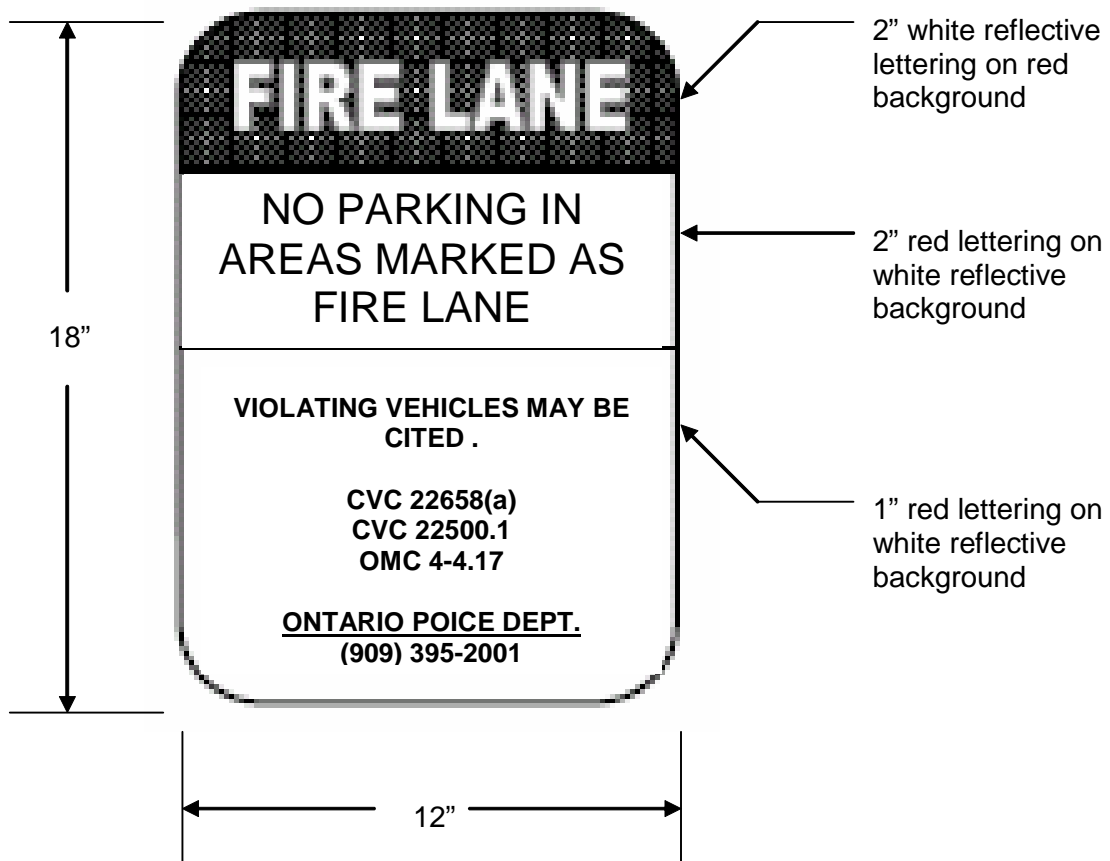 FIRE LANE
NO PARKING IN
AREAS MARKED AS
FIRE LANE
VIOLATING VEHICLES MAY BE
CITED .
CVC 22658(a)
CVC 22500.1
OMC 4-4.17
ONTARIO POICE DEPT.
(909) 395-2001
18”
12”
2” white reflective
lettering on red
background
2” red lettering on
white reflective
background
1” red lettering on
white reflective
background